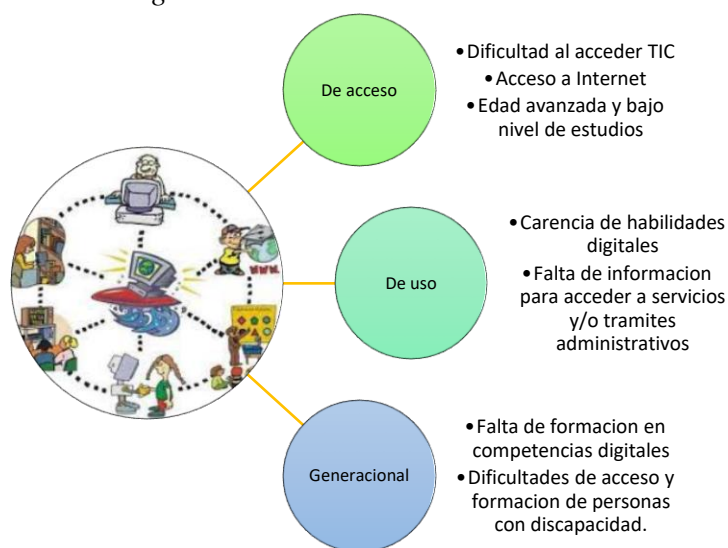 De acceso
•Dificultad al acceder TIC
•Acceso a Internet
•Edad avanzada y bajo
nivel de estudios
De uso
•Carencia de habilidades
digitales
•Falta de informacion
para acceder a servicios
y/o tramites
administrativos
Generacional
•Falta de formacion en
competencias digitales
•Dificultades de acceso y
formacion de personas
con discapacidad.
WWW